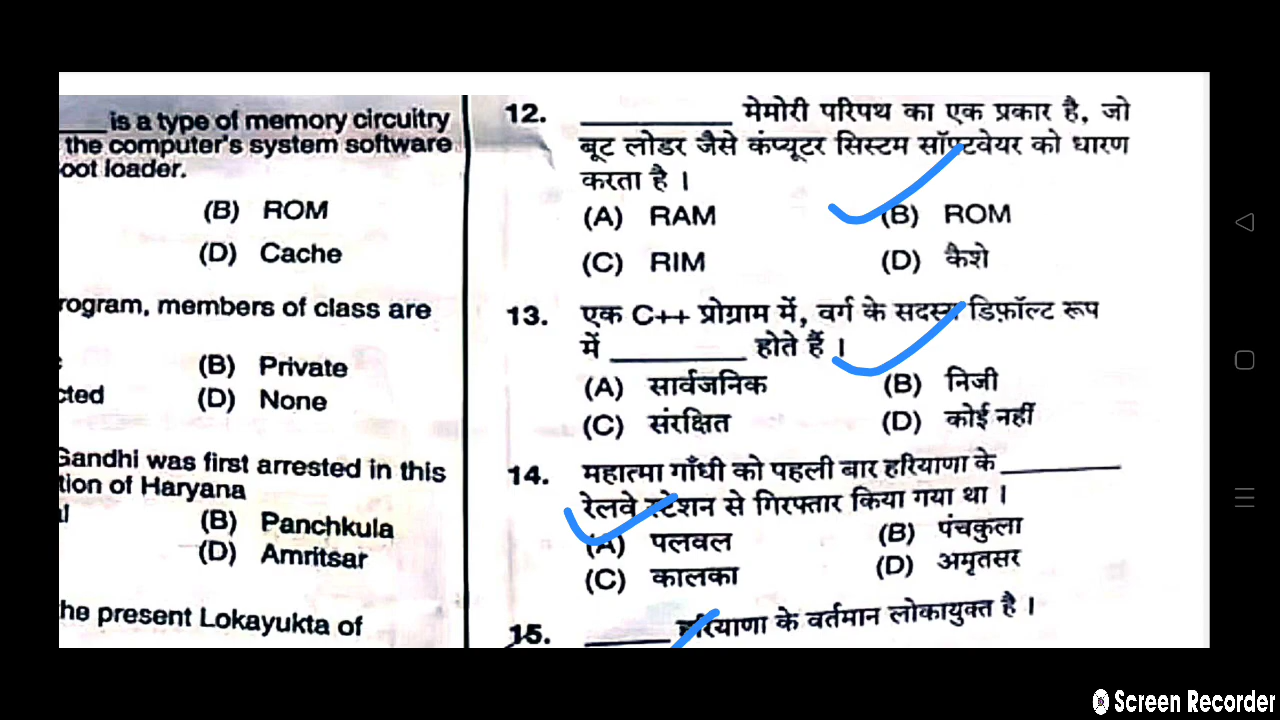 ____ is a type of memory circuitry
the computer's system software
oot loader.
(B) ROM
(D) Cache
rogram, members of class are
(B) Private
cted (D) None
Gandhi was first arrested in this
tion of Haryana
(B) Panchkula
(D) Amritsar
he present Lokayukta of
12. ________ मेमोरी परिपथ का एक प्रकार है, जो
बूट लोडर जैसे कंप्यूटर सिस्टम सॉफ्टवेयर को धारण
करता है ।
(A) RAM (B) ROM
(C) RIM (D) कैशे
13. एक C++ प्रोग्राम में, वर्ग के सदस्य डिफ़ॉल्ट रूप
में ________ होते हैं ।
(A) सार्वजनिक (B) निजी
(C) संरक्षित (D) कोई नहीं
14. महात्मा गाँधी को पहली बार हरियाणा के ________
रेलवे स्टेशन से गिरफ्तार किया गया था ।
(A) पलवल (B) पंचकुला
(C) कालका (D) अमृतसर
15. _____ हरियाणा के वर्तमान लोकायुक्त है ।
Screen Recorder